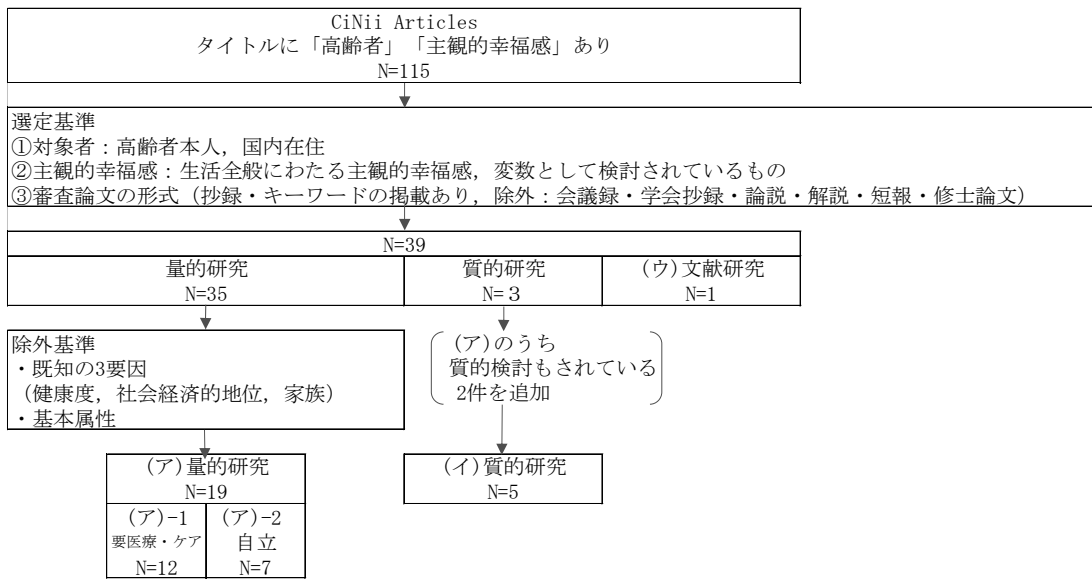 CiNii Articles
タイトルに「高齢者」「主観的幸福感」あり
N=115
選定基準
①対象者：高齢者本人，国内在住
②主観的幸福感：生活全般にわたる主観的幸福感，変数として検討されているもの
③審査論文の形式（抄録・キーワードの掲載あり，除外：会議録・学会抄録・論説・解説・短報・修士論文）
N=39
量的研究
N=35
質的研究
N=３
(ウ)文献研究
N=1
除外基準
・既知の3要因
（健康度，社会経済的地位，家族）
・基本属性
(ア)のうち
質的検討もされている
2件を追加
(ア)量的研究
N=19
(ア)-1
要医療・ケア
N=12
(ア)-2
自立
N=7
(イ)質的研究
N=5